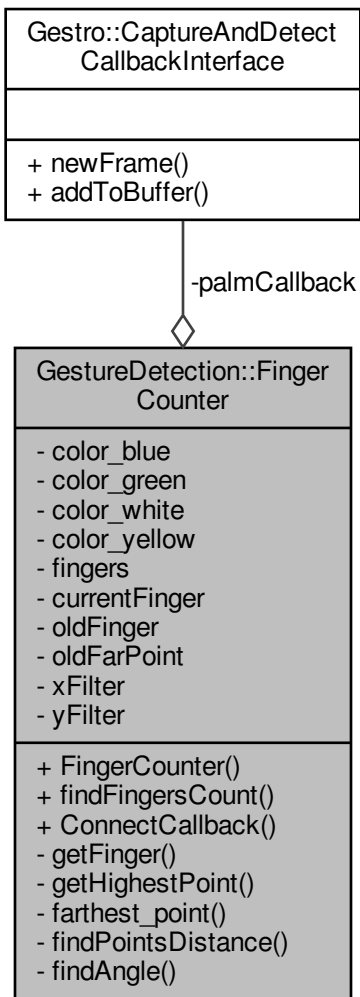 Gestro::CaptureAndDetect
CallbackInterface
+ newFrame()
+ addToBuffer()
-palmCallback
GestureDetection::Finger
Counter
- color_blue
- color_green
- color_white
- color_yellow
- fingers
- currentFinger
- oldFinger
- oldFarPoint
- xFilter
- yFilter
+ FingerCounter()
+ findFingersCount()
+ ConnectCallback()
- getFinger()
- getHighestPoint()
- farthest_point()
- findPointsDistance()
- findAngle()